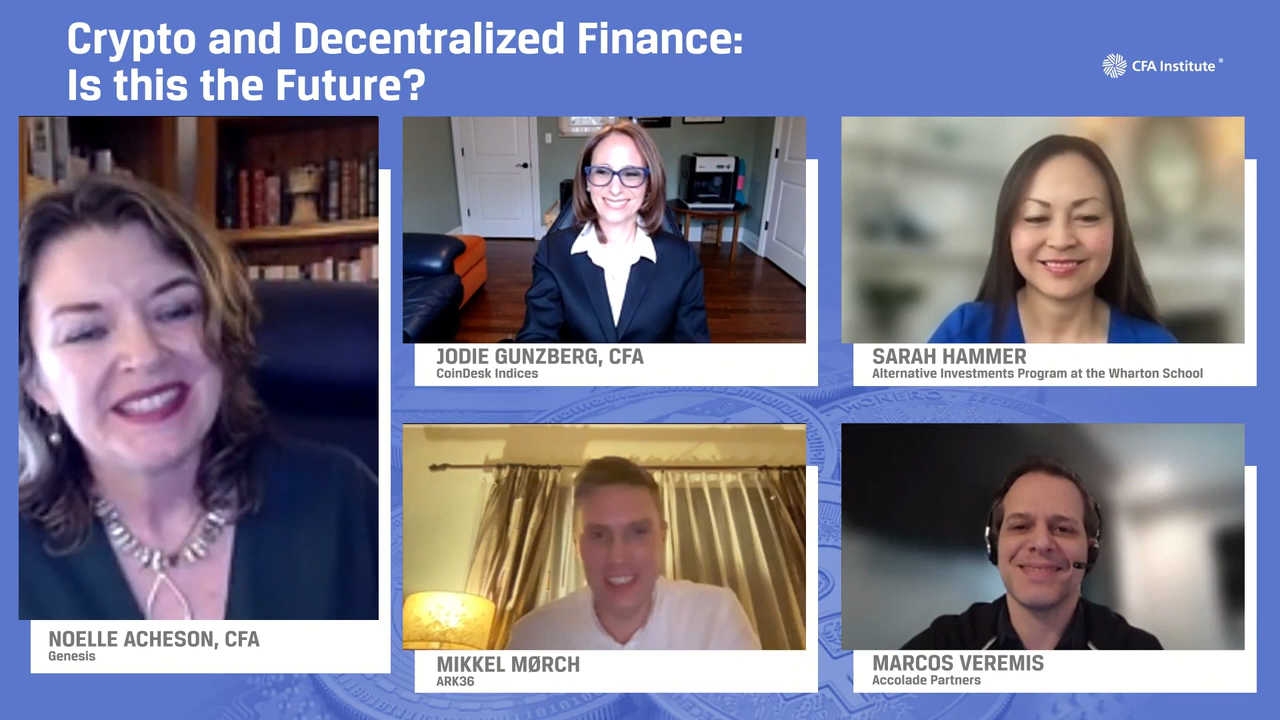 Crypto and Decentralized Finance:
Is this the Future?
CFA Institute®
JODIE GUNZBERG, CFA
CoinDesk Indices
SARAH HAMMER
Alternative Investments Program at the Wharton School
NOELLE ACHESON, CFA
Genesis
MIKKEL MØRCH
ARK36
MARCOS VEREMIS
Accolade Partners
MONERO